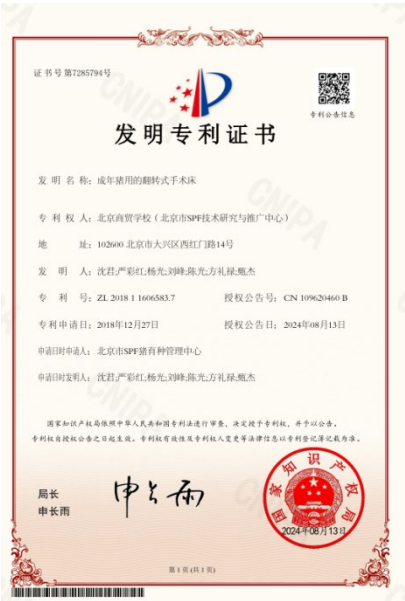 证书号第7285794号
专利公告信息
发明专利证书
发 明 名 称：成年猪用的翻转式手术床
专 利 权 人：北京商贸学校（北京市SPF技术研究与推广中心）
地 址：102600 北京市大兴区西红门路14号
发 明 人：沈君;严彩红;杨光;刘峰;陈光;方礼禄;甄杰
专 利 号：ZL 2018 1 1606583.7 授权公告号：CN 109620460 B
专利申请日：2018年12月27日 授权公告日：2024年08月13日
申请日时申请人：北京市SPF猪育种管理中心
申请日时发明人：沈君;严彩红;杨光;刘峰;陈光;方礼禄;甄杰
国家知识产权局依照中华人民共和国专利法进行审查，决定授予专利权，并予以公告。
专利权自授权公告之日起生效。专利权有效性及专利权人变更等法律信息以专利登记簿记载为准。
局长
申长雨
申长雨
国家知识产权局
2024年08月13日
第 1 页 (共 1 页)
CNIPA